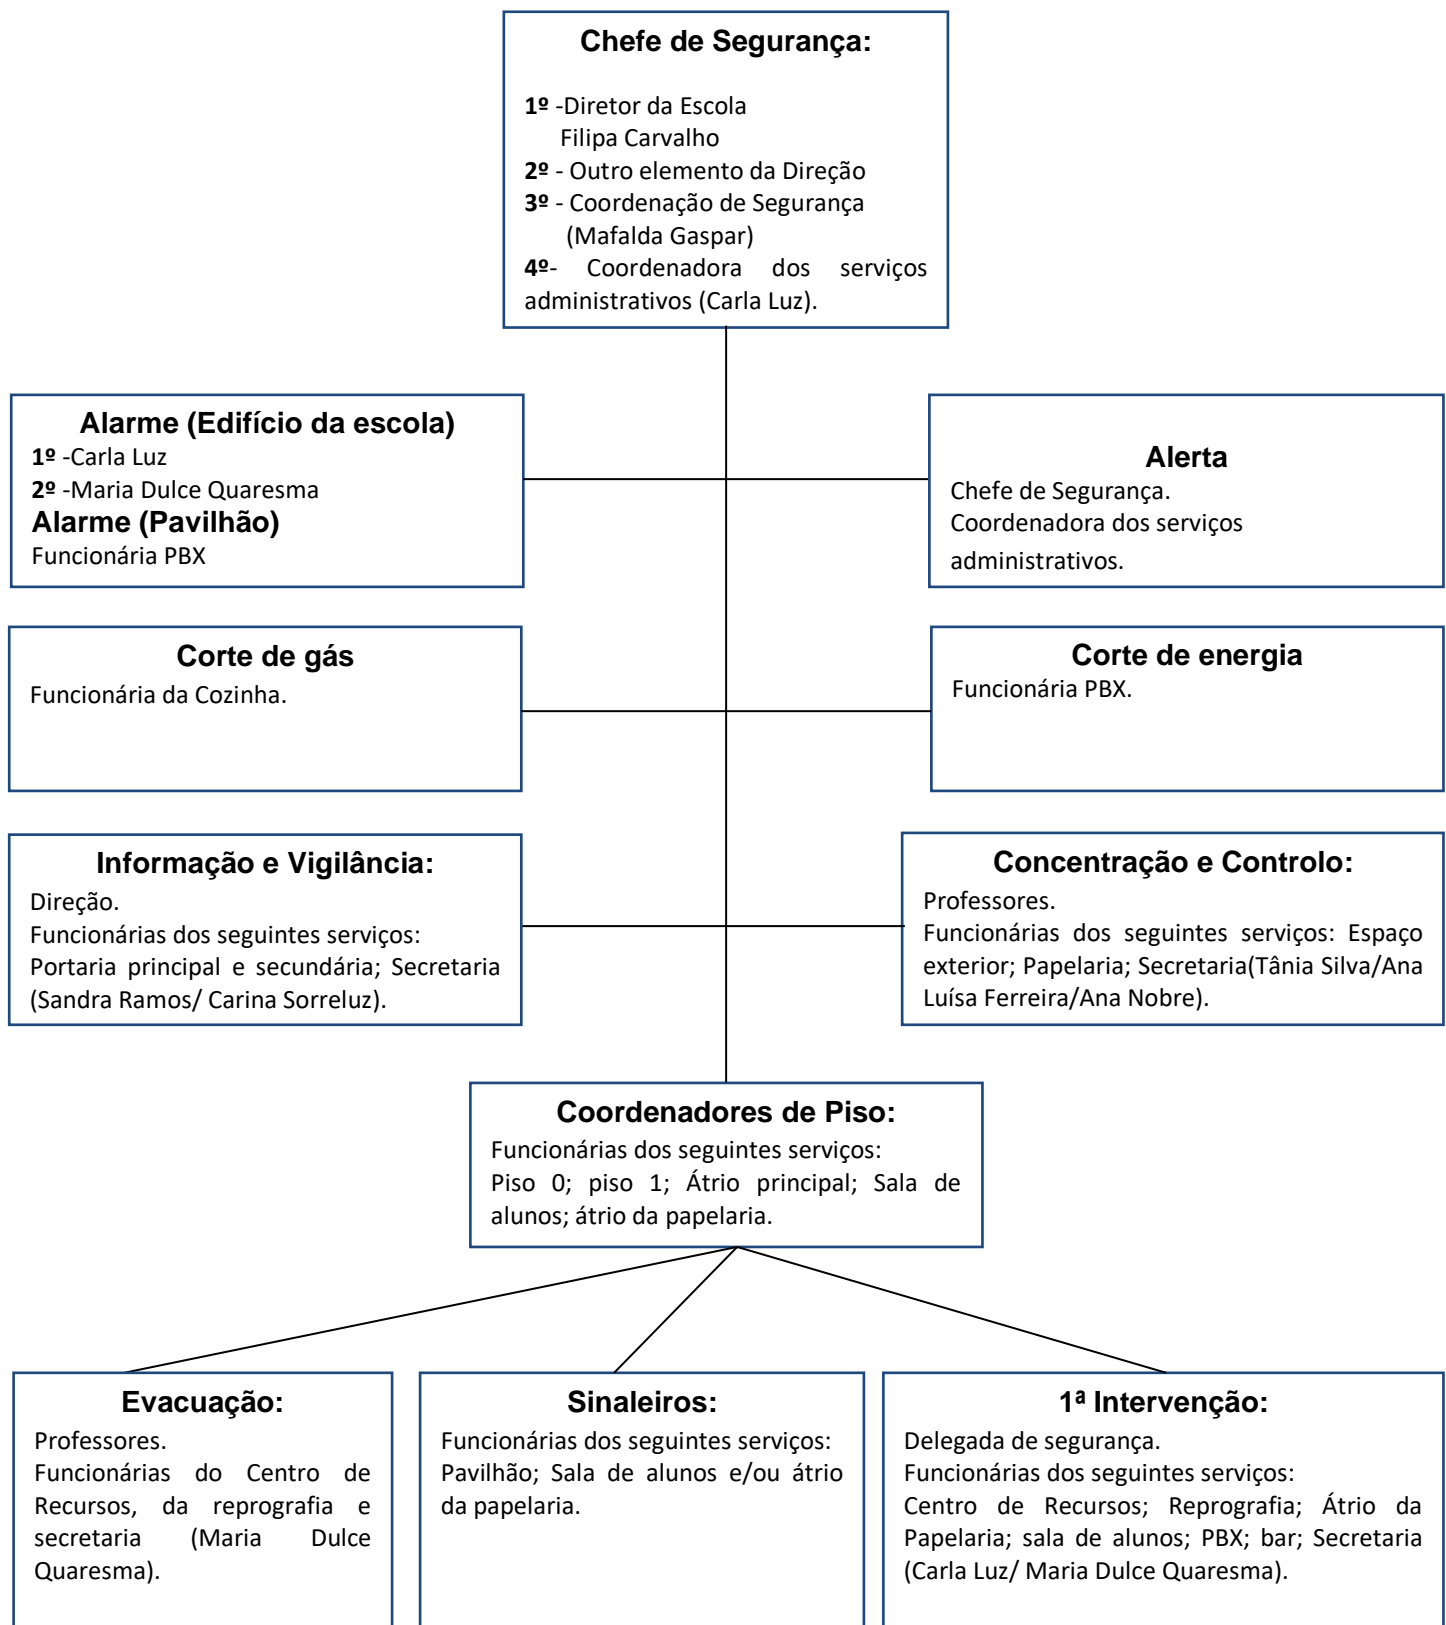 Chefe de Segurança:
1º -Diretor da Escola
Filipa Carvalho
2º - Outro elemento da Direção
3º - Coordenação de Segurança
(Mafalda Gaspar)
4º- Coordenadora dos serviços
administrativos (Carla Luz).
Alarme (Edifício da escola)
1º -Carla Luz
2º -Maria Dulce Quaresma
Alarme (Pavilhão)
Funcionária PBX
Alerta
Chefe de Segurança.
Coordenadora dos serviços
administrativos.
Corte de gás
Funcionária da Cozinha.
Corte de energia
Funcionária PBX.
Informação e Vigilância:
Direção.
Funcionárias dos seguintes serviços:
Portaria principal e secundária; Secretaria
(Sandra Ramos/ Carina Sorreluz).
Concentração e Controlo:
Professores.
Funcionárias dos seguintes serviços: Espaço
exterior; Papelaria; Secretaria(Tânia Silva/Ana
Luísa Ferreira/Ana Nobre).
Coordenadores de Piso:
Funcionárias dos seguintes serviços:
Piso 0; piso 1; Átrio principal; Sala de
alunos; átrio da papelaria.
Evacuação:
Professores.
Funcionárias do Centro de
Recursos, da reprografia e
secretaria (Maria Dulce
Quaresma).
Sinaleiros:
Funcionárias dos seguintes serviços:
Pavilhão; Sala de alunos e/ou átrio
da papelaria.
1ª Intervenção:
Delegada de segurança.
Funcionárias dos seguintes serviços:
Centro de Recursos; Reprografia; Átrio da
Papelaria; sala de alunos; PBX; bar; Secretaria
(Carla Luz/ Maria Dulce Quaresma).